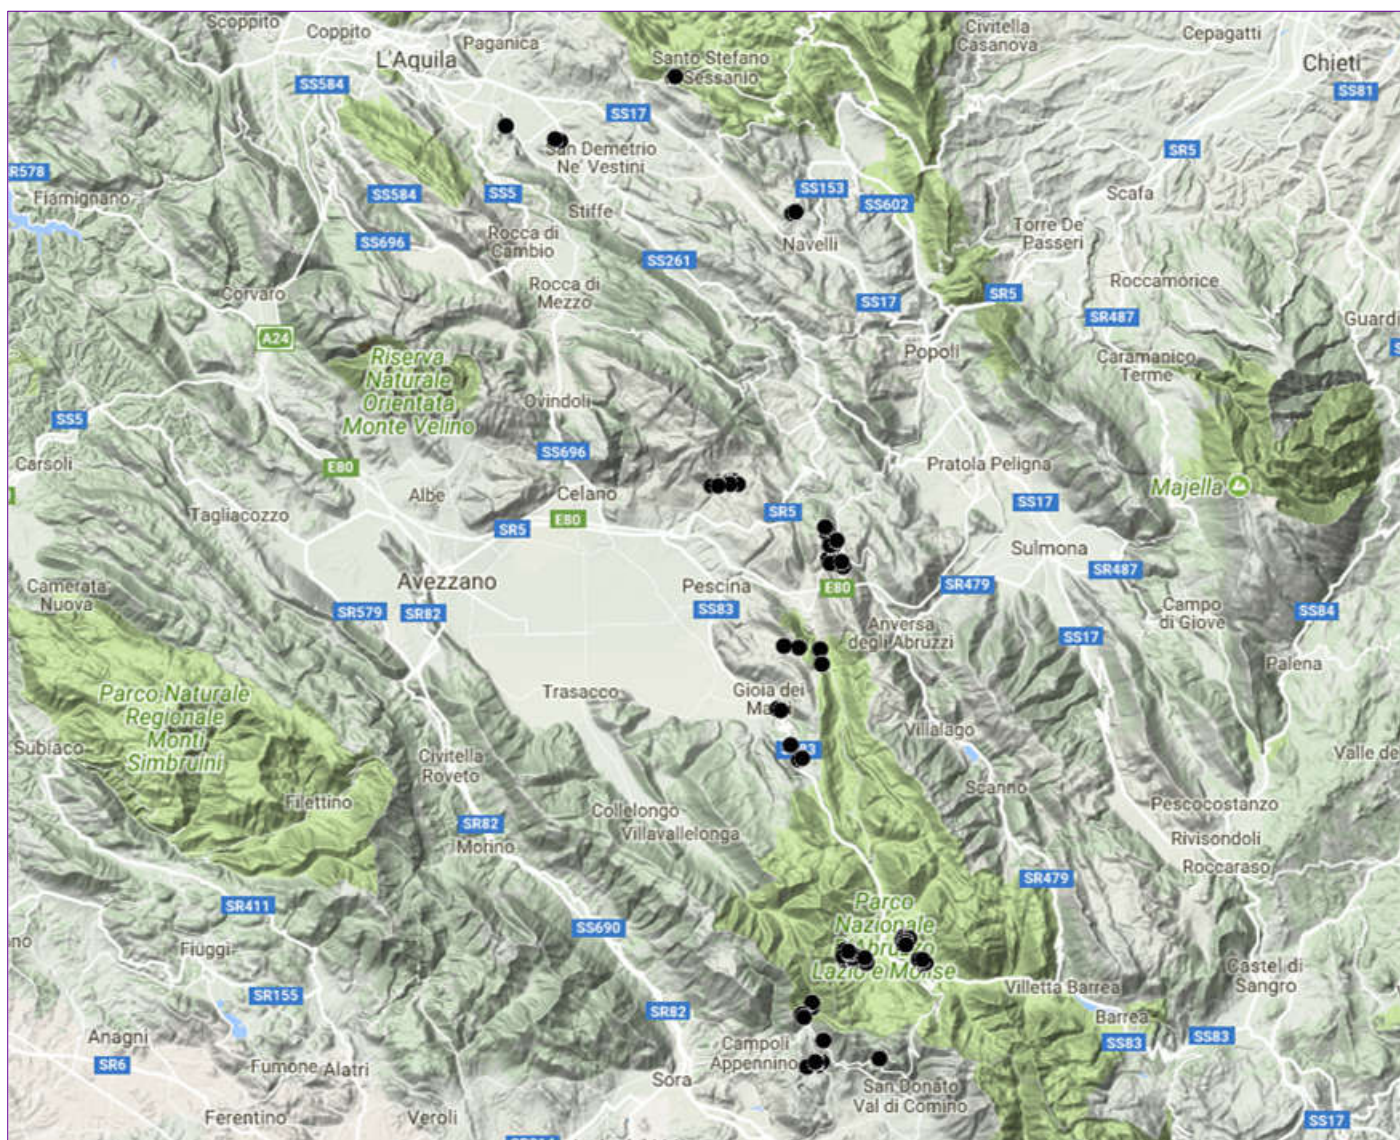 Scoppito
Coppito
Paganica
L'Aquila
Santo Stefano
Sessanio
Civitella
Casanova
Cepagatti
Chieti
SS584
SS81
SS17
San Demetrio
Ne' Vestini
SR5
SR578
Fiamignano
SS584
SS5
SS153
SS602
Scafa
Stiffe
SS696
Rocca di
Cambio
Navelli
Torre De
Passeri
SS261
Corvaro
Rocca di
Mezzo
SS17
SR5
Roccamorice
SR487
Guardi
A24
Popoli
Caramanico
Terme
Riserva
Naturale
Orientata
Monte Velino
Ovindoli
SS5
SS696
Carsoli
E80
Pratola Peligna
Albe
Celano
Majella
SS17
Tagliacozzo
SR5
E80
SR5
Sulmona
Avezzano
Pescina
E80
SR479
SR487
Camerata
Nuova
SR579
SR82
SS83
Campo
di Giove
SS84
Anversa
degli Abruzzi
SS17
Palena
Parco Naturale
Regionale
Monti
Simbruini
Trasacco
Gioia dei
Villalago
Subiaco
Civitella
Roveto
Valle de
Scanno
Filettino
Collelongo
Villavallelonga
Pescocostanzo
SR82
Morino
Rivisondoli
Roccaraso
SR479
SR411
Parco
Nazionale
d'Abruzzo
Lazio e Molise
SS690
Fiuggi
Castel di
Sangro
SR155
Villetta Barrea
SR82
Barrea
Anagni
Campoli
Appennino
SS83
SS83
SR6
Fumone
Alatri
Sora
San Donato
Val di Comino
Ferentino
Veroli
SS17